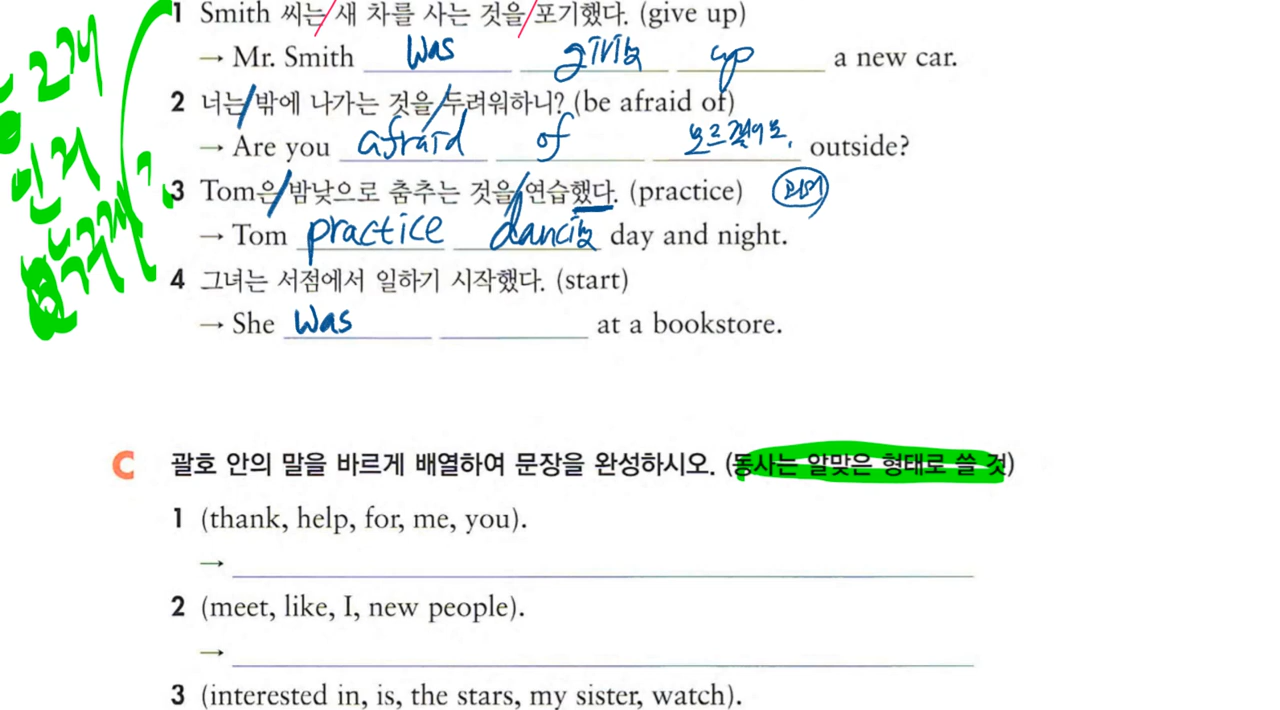 1 Smith 씨는/새 차를 사는 것을/포기했다. (give up)
→ Mr. Smith was giving up a new car.
2 너는/밖에 나가는 것을/두려워하니? (be afraid of)
→ Are you afraid of 모르겠어요. outside?
3 Tom은/밤낮으로 춤추는 것을/연습했다. (practice) 과거
→ Tom practice dancing day and night.
4 그녀는 서점에서 일하기 시작했다. (start)
→ She was at a bookstore.
C 괄호 안의 말을 바르게 배열하여 문장을 완성하시오. (동사는 알맞은 형태로 쓸 것)
1 (thank, help, for, me, you).
→
2 (meet, like, I, new people).
→
3 (interested in, is, the stars, my sister, watch).